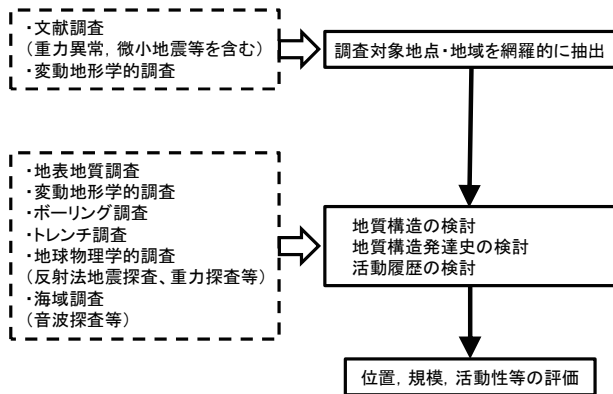 ・文献調査
(重力異常, 微小地震等を含む)
・変動地形学的調査
調査対象地点・地域を網羅的に抽出
・地表地質調査
・変動地形学的調査
・ボーリング調査
・トレンチ調査
・地球物理学的調査
(反射法地震探査、重力探査等)
・海域調査
(音波探査等)
地質構造の検討
地質構造発達史の検討
活動履歴の検討
位置, 規模, 活動性等の評価